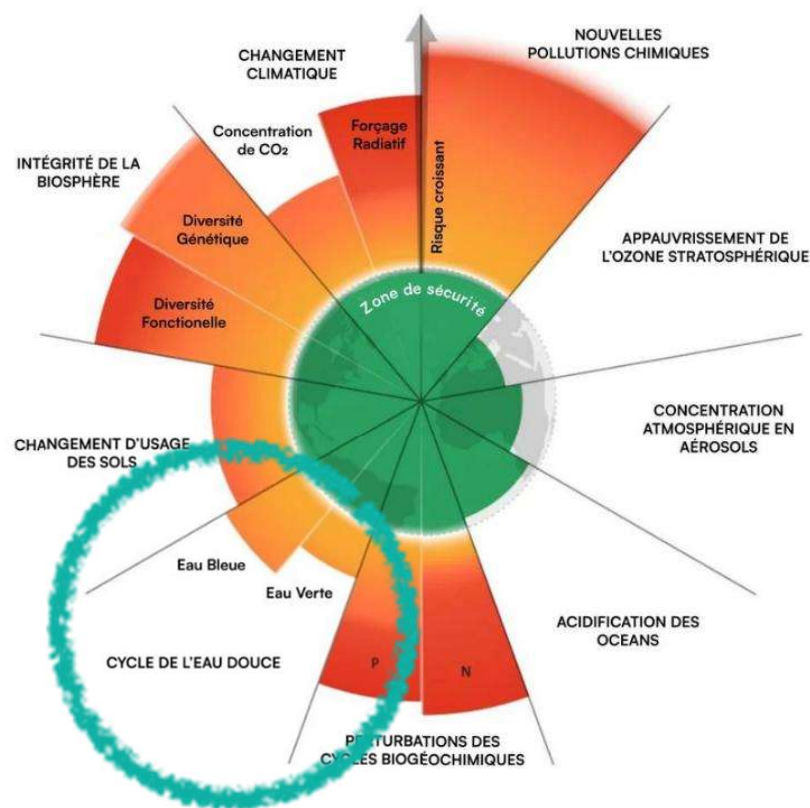 NOUVELLES
POLLUTIONS CHIMIQUES
CHANGEMENT
CLIMATIQUE
Concentration
de CO₂
Forçage
Radiatif
Risque croissant
INTÉGRITÉ DE LA
BIOSPHÈRE
Diversité
Génétique
APPAUVRISSEMENT DE
L'OZONE STRATOSPHÉRIQUE
Diversité
Fonctionelle
Zone de sécurité
CHANGEMENT D'USAGE
DES SOLS
CONCENTRATION
ATMOSPHÉRIQUE EN
AÉROSOLS
Eau Bleue
Eau Verte
ACIDIFICATION DES
OCEANS
CYCLE DE L'EAU DOUCE
P
N
PERTURBATIONS DES
CYCLES BIOGÉOCHIMIQUES